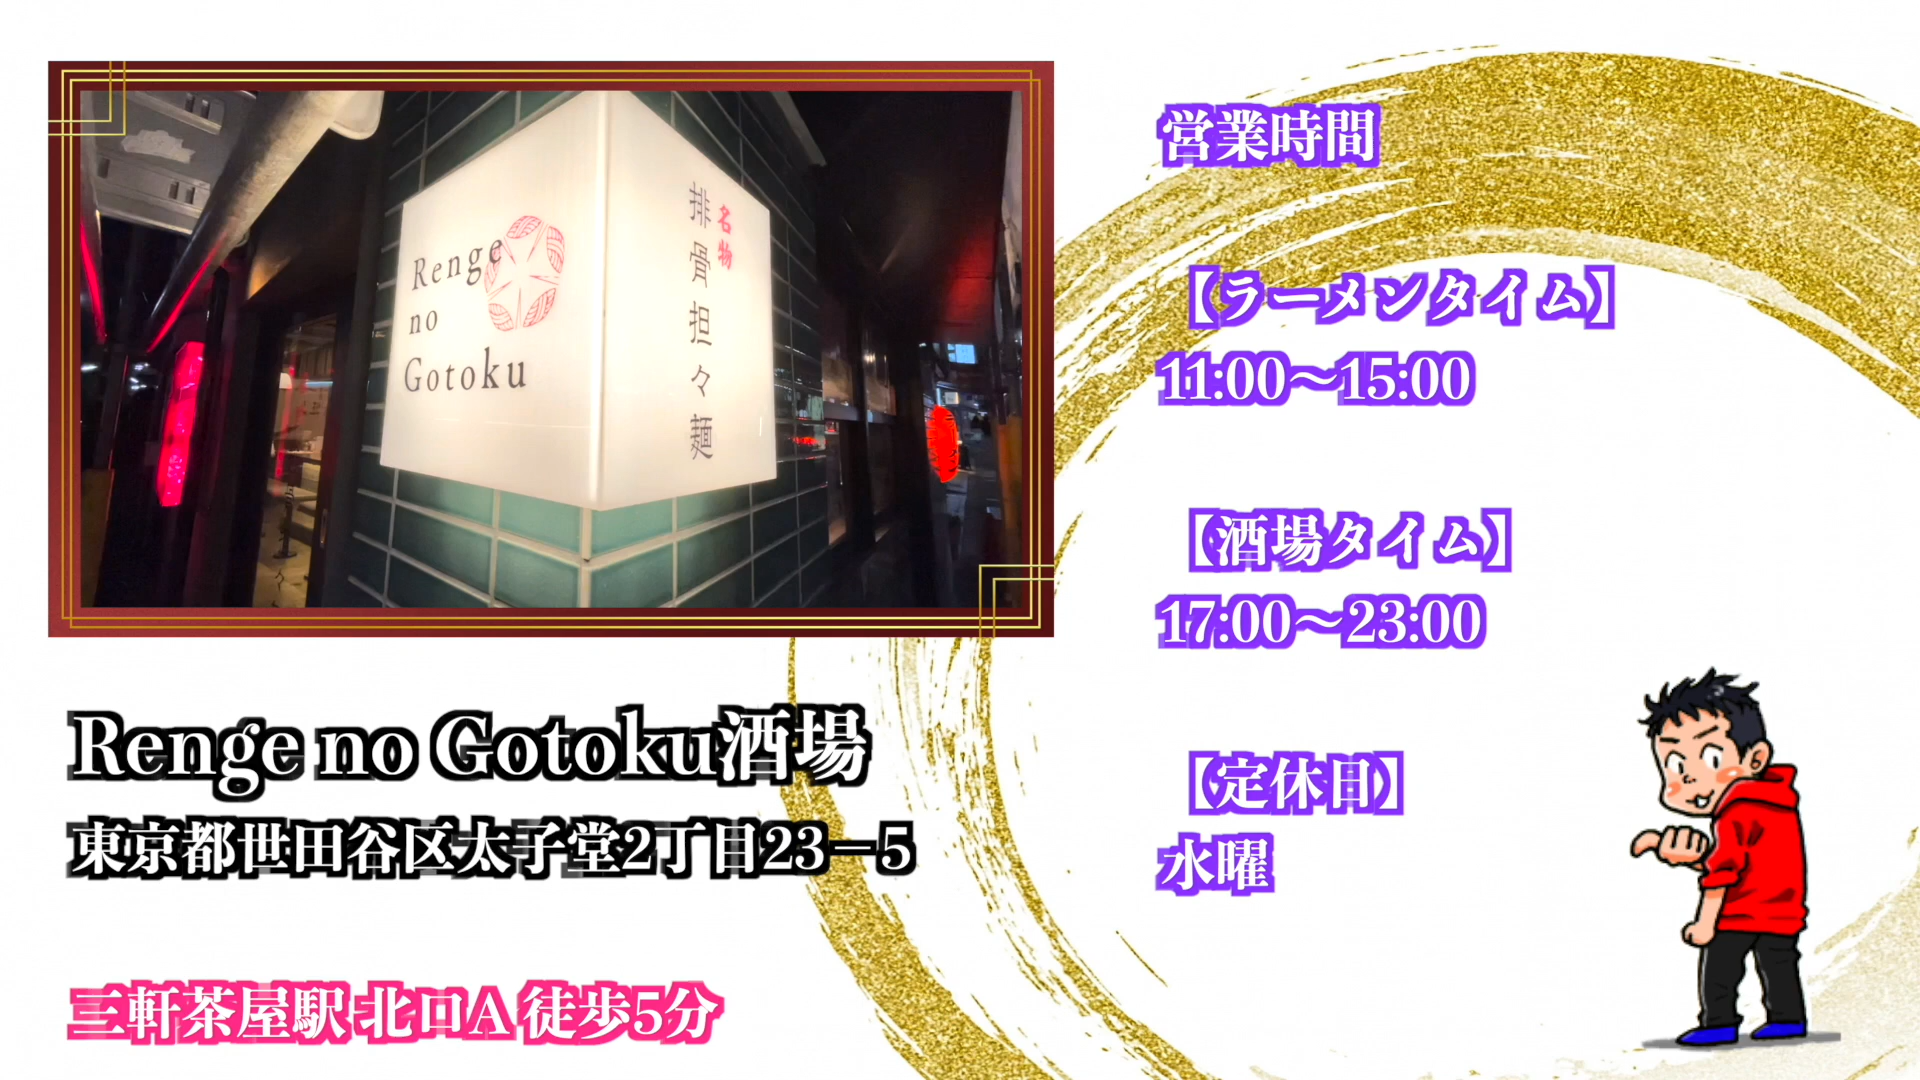 Renge
no
Gotoku
名物
排骨担々麺
Renge no Gotoku酒場
東京都世田谷区太子堂2丁目23−5
三軒茶屋駅 北口A 徒歩5分
営業時間
【ラーメンタイム】
11:00〜15:00
【酒場タイム】
17:00〜23:00
【定休日】
水曜